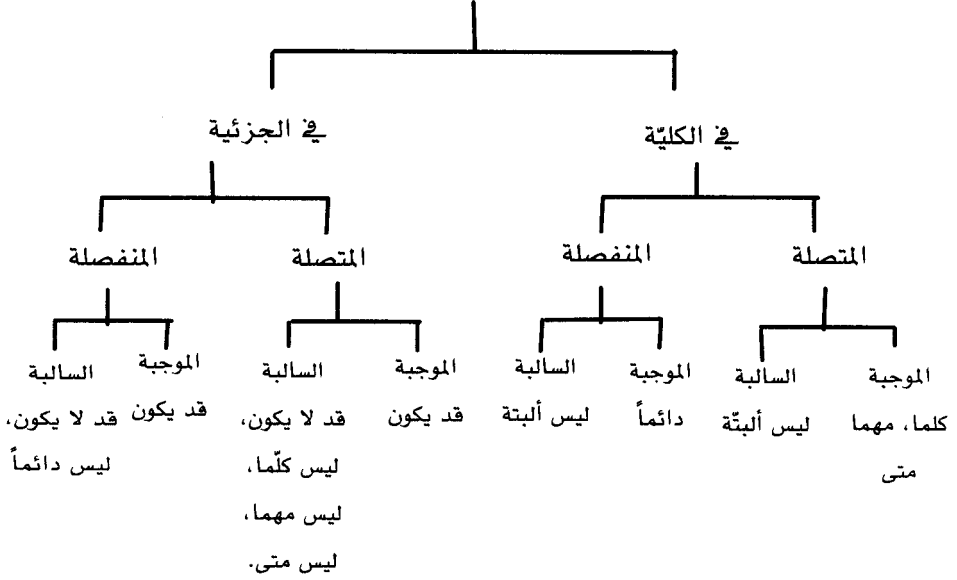 في الكليّة
في الجزئية
المتصلة
المنفصلة
المتصلة
المنفصلة
الموجبة
كلما، مهما
متى
السالبة
ليس ألبتّة
الموجبة
دائماً
السالبة
ليس ألبتة
الموجبة
قد يكون
السالبة
قد لا يكون،
ليس كلّما،
ليس مهما،
ليس متى.
الموجبة
قد يكون
السالبة
قد لا يكون،
ليس دائماً